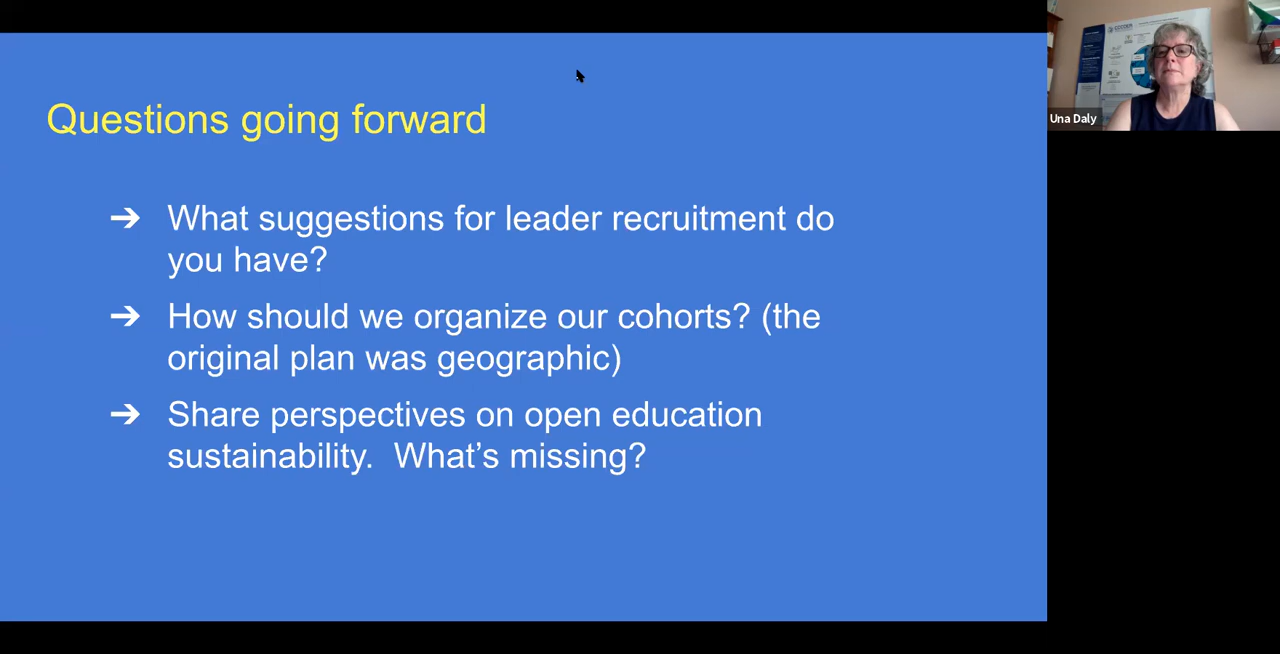 Questions going forward
➔ What suggestions for leader recruitment do
you have?
➔ How should we organize our cohorts? (the
original plan was geographic)
➔ Share perspectives on open education
sustainability.  What’s missing?
Una Daly